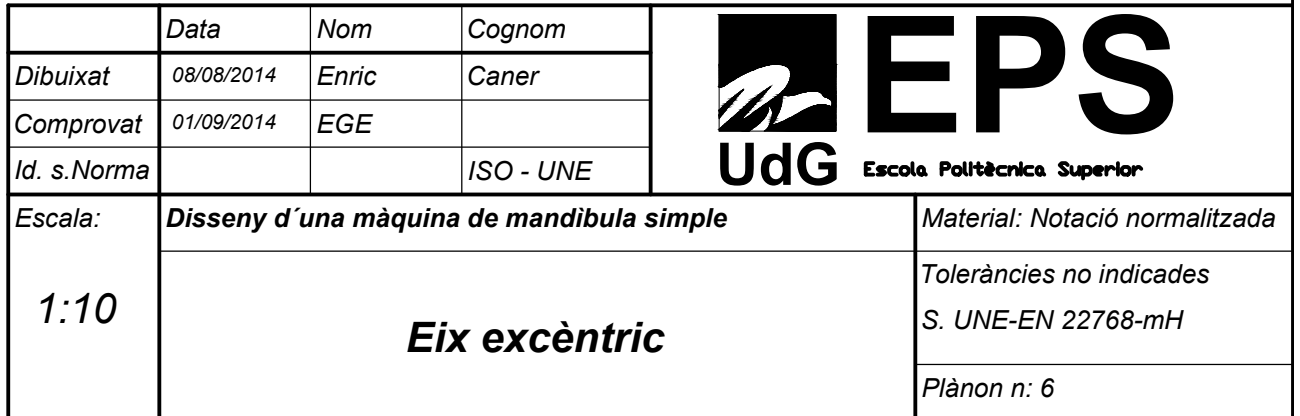 Data Nom Cognom
Dibuixat 08/08/2014 Enric Caner
Comprovat 01/09/2014 EGE
Id. s.Norma ISO - UNE
EPS
UdG Escola Politècnica Superior
Escala:
1:10
Disseny d´una màquina de mandìbula simple
Eix excèntric
Material: Notació normalitzada
Toleràncies no indicades
S. UNE-EN 22768-mH
Plànon n: 6